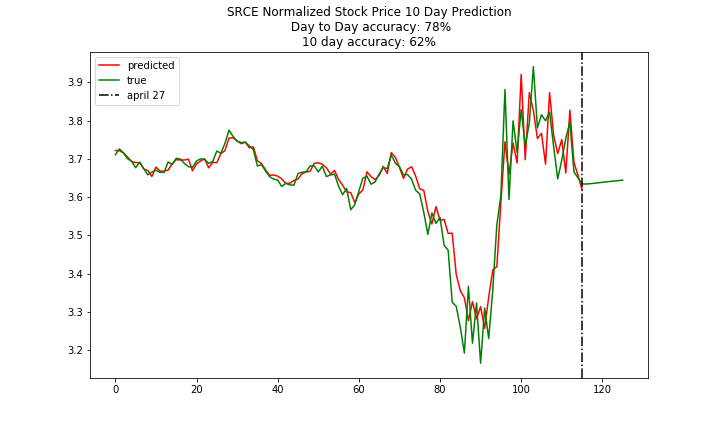 SRCE Normalized Stock Price 10 Day Prediction
Day to Day accuracy: 78%
10 day accuracy: 62%
predicted
true
april 27
3.9
3.8
3.7
3.6
3.5
3.4
3.3
3.2
0 20 40 60 80 100 120